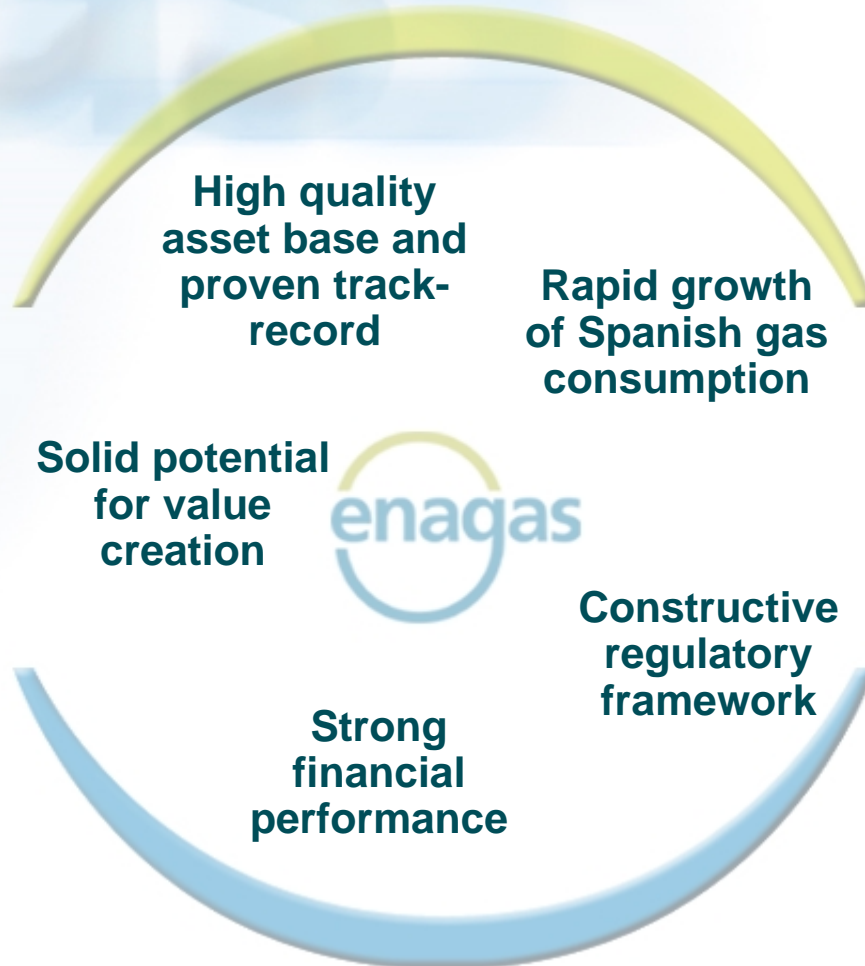 High quality
asset base and
proven track-
record
Rapid growth
of Spanish gas
consumption
Solid potential
for value
creation
enagas
Constructive
regulatory
framework
Strong
financial
performance